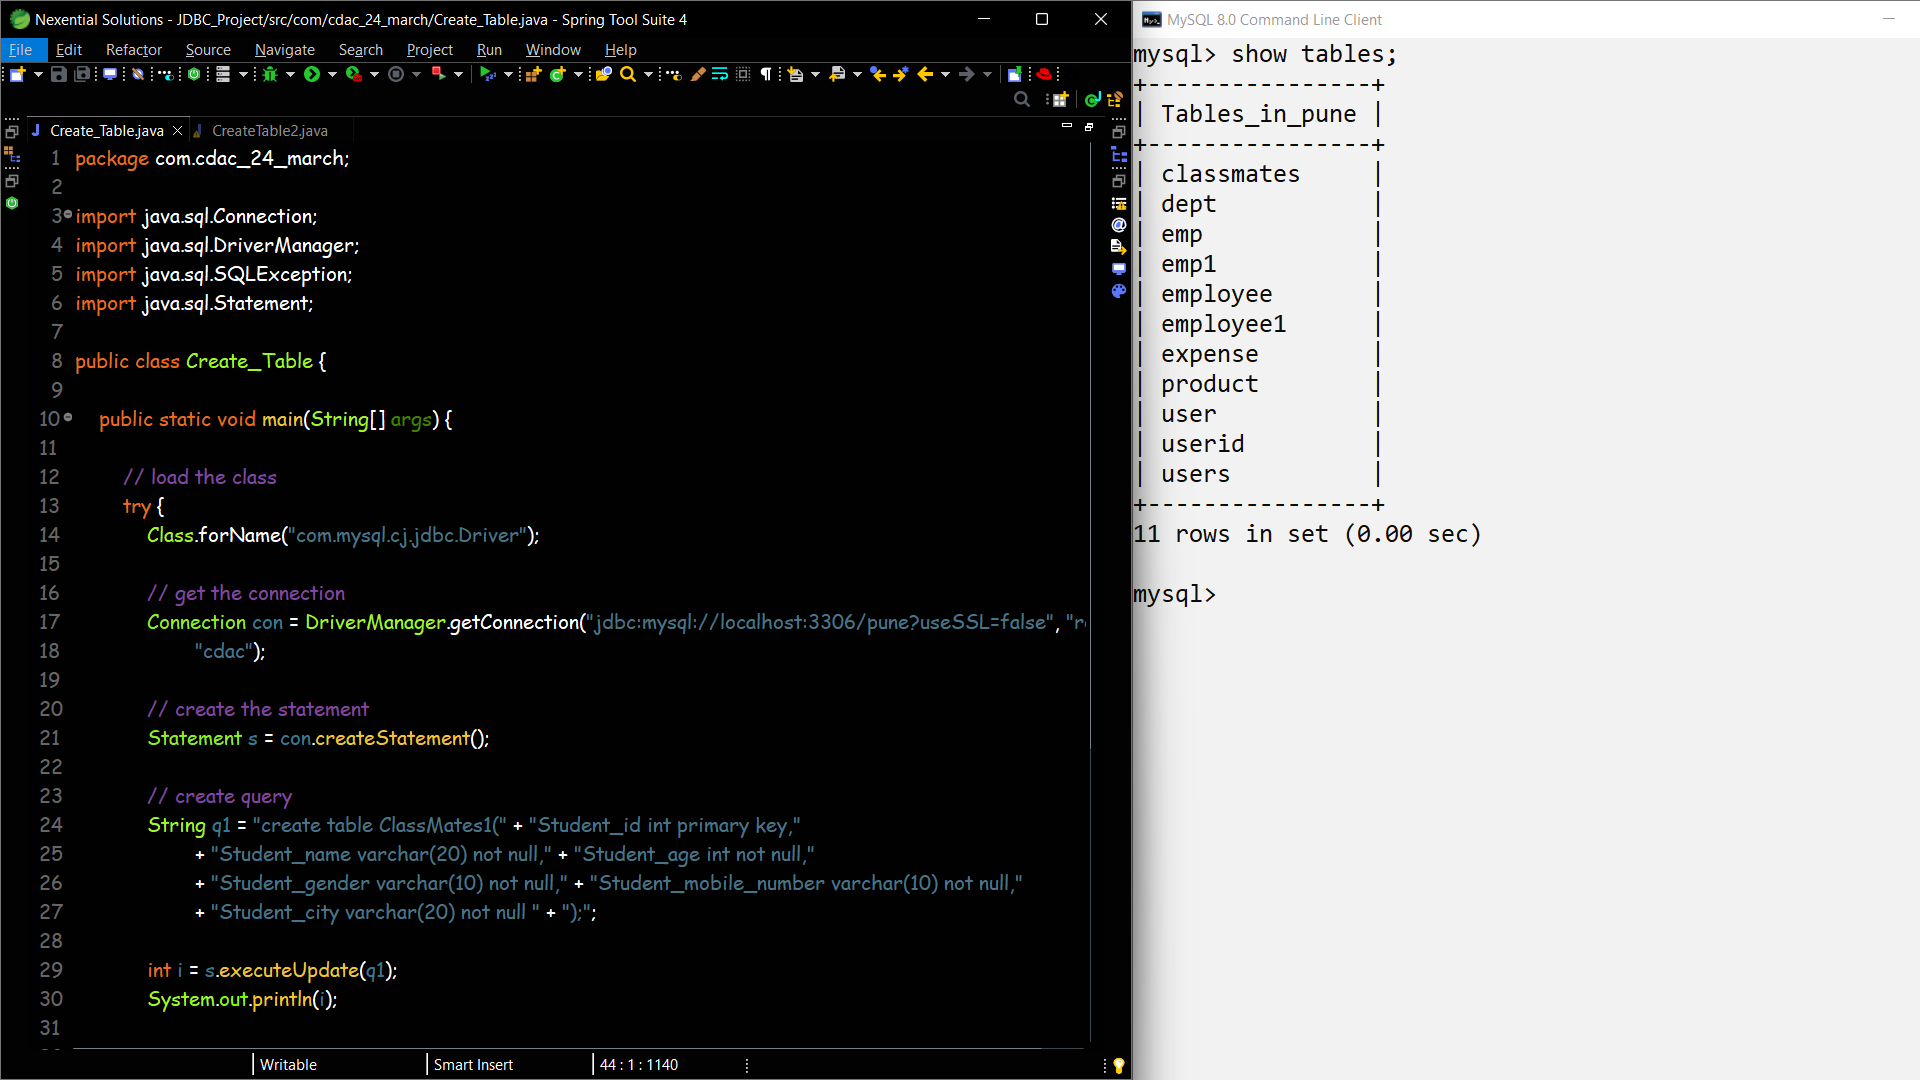 Nexential Solutions - JDBC_Project/src/com/cdac_24_march/Create_Table.java - Spring Tool Suite 4
File Edit Refactor Source Navigate Search Project Run Window Help
Create_Table.java CreateTable2.java
1 package com.cdac_24_march;
2
3 import java.sql.Connection;
4 import java.sql.DriverManager;
5 import java.sql.SQLException;
6 import java.sql.Statement;
7
8 public class Create_Table {
9
10 public static void main(String[] args) {
11
12 // load the class
13 try {
14 Class.forName("com.mysql.cj.jdbc.Driver");
15
16 // get the connection
17 Connection con = DriverManager.getConnection("jdbc:mysql://localhost:3306/pune?useSSL=false",
18 "cdac");
19
20 // create the statement
21 Statement s = con.createStatement();
22
23 // create query
24 String q1 = "create table ClassMates1(" + "Student_id int primary key,"
25 + "Student_name varchar(20) not null," + "Student_age int not null,"
26 + "Student_gender varchar(10) not null," + "Student_mobile_number varchar(10) not null,"
27 + "Student_city varchar(20) not null " + ");";
28
29 int i = s.executeUpdate(q1);
30 System.out.println(i);
31
Writable Smart Insert 44 : 1 : 1140
MySQL 8.0 Command Line Client
mysql> show tables;
+----------------+
| Tables_in_pune |
+----------------+
| classmates |
| dept |
| emp |
| emp1 |
| employee |
| employee1 |
| expense |
| product |
| user |
| userid |
| users |
+----------------+
11 rows in set (0.00 sec)
mysql>